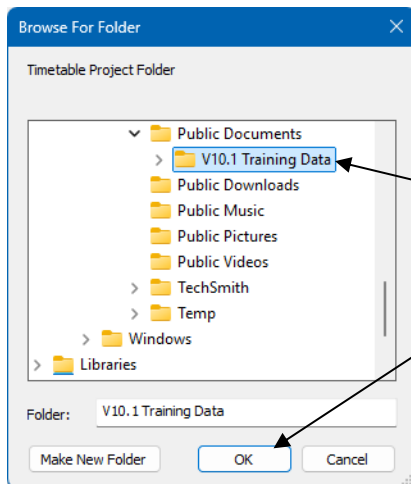 Browse For Folder
Timetable Project Folder
Public Documents
V10.1 Training Data
Public Downloads
Public Music
Public Pictures
Public Videos
TechSmith
Temp
Windows
Libraries
Folder: V10.1 Training Data
Make New Folder OK Cancel